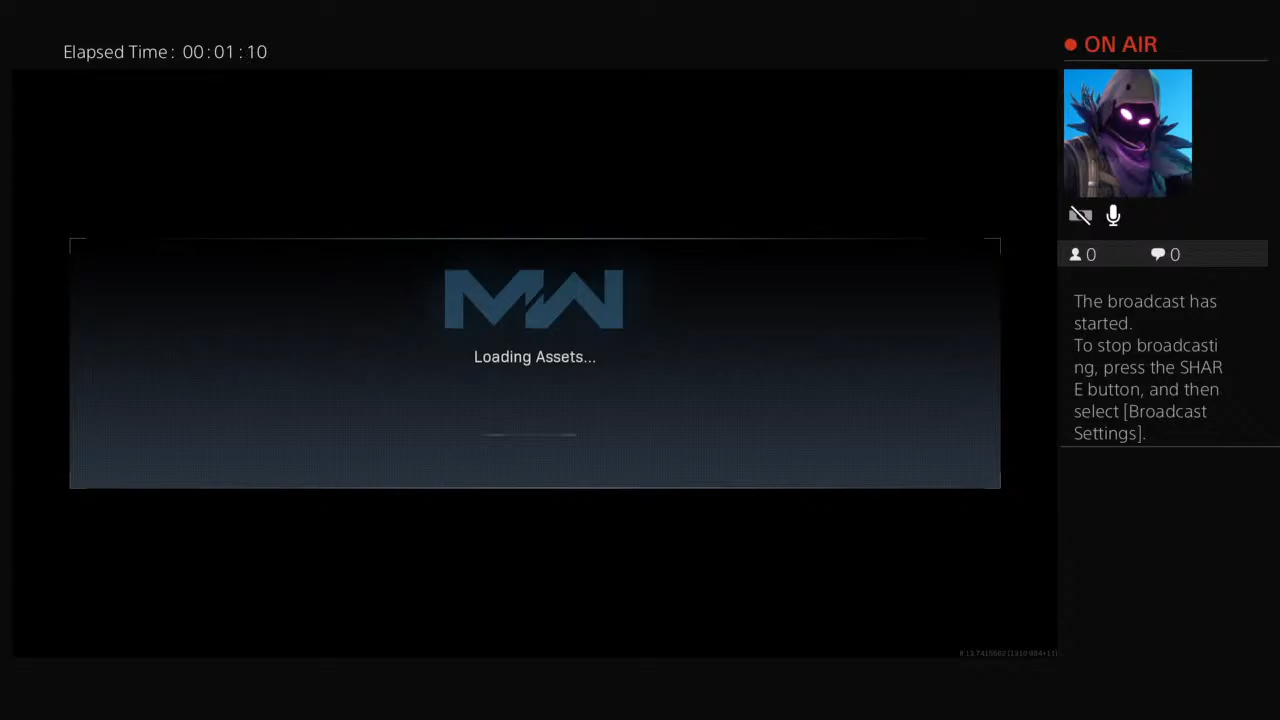 Elapsed Time: 00:01:10
ON AIR
0 0
The broadcast has
started.
To stop broadcasti
ng, press the SHAR
E button, and then
select [Broadcast
Settings].
MW
Loading Assets...